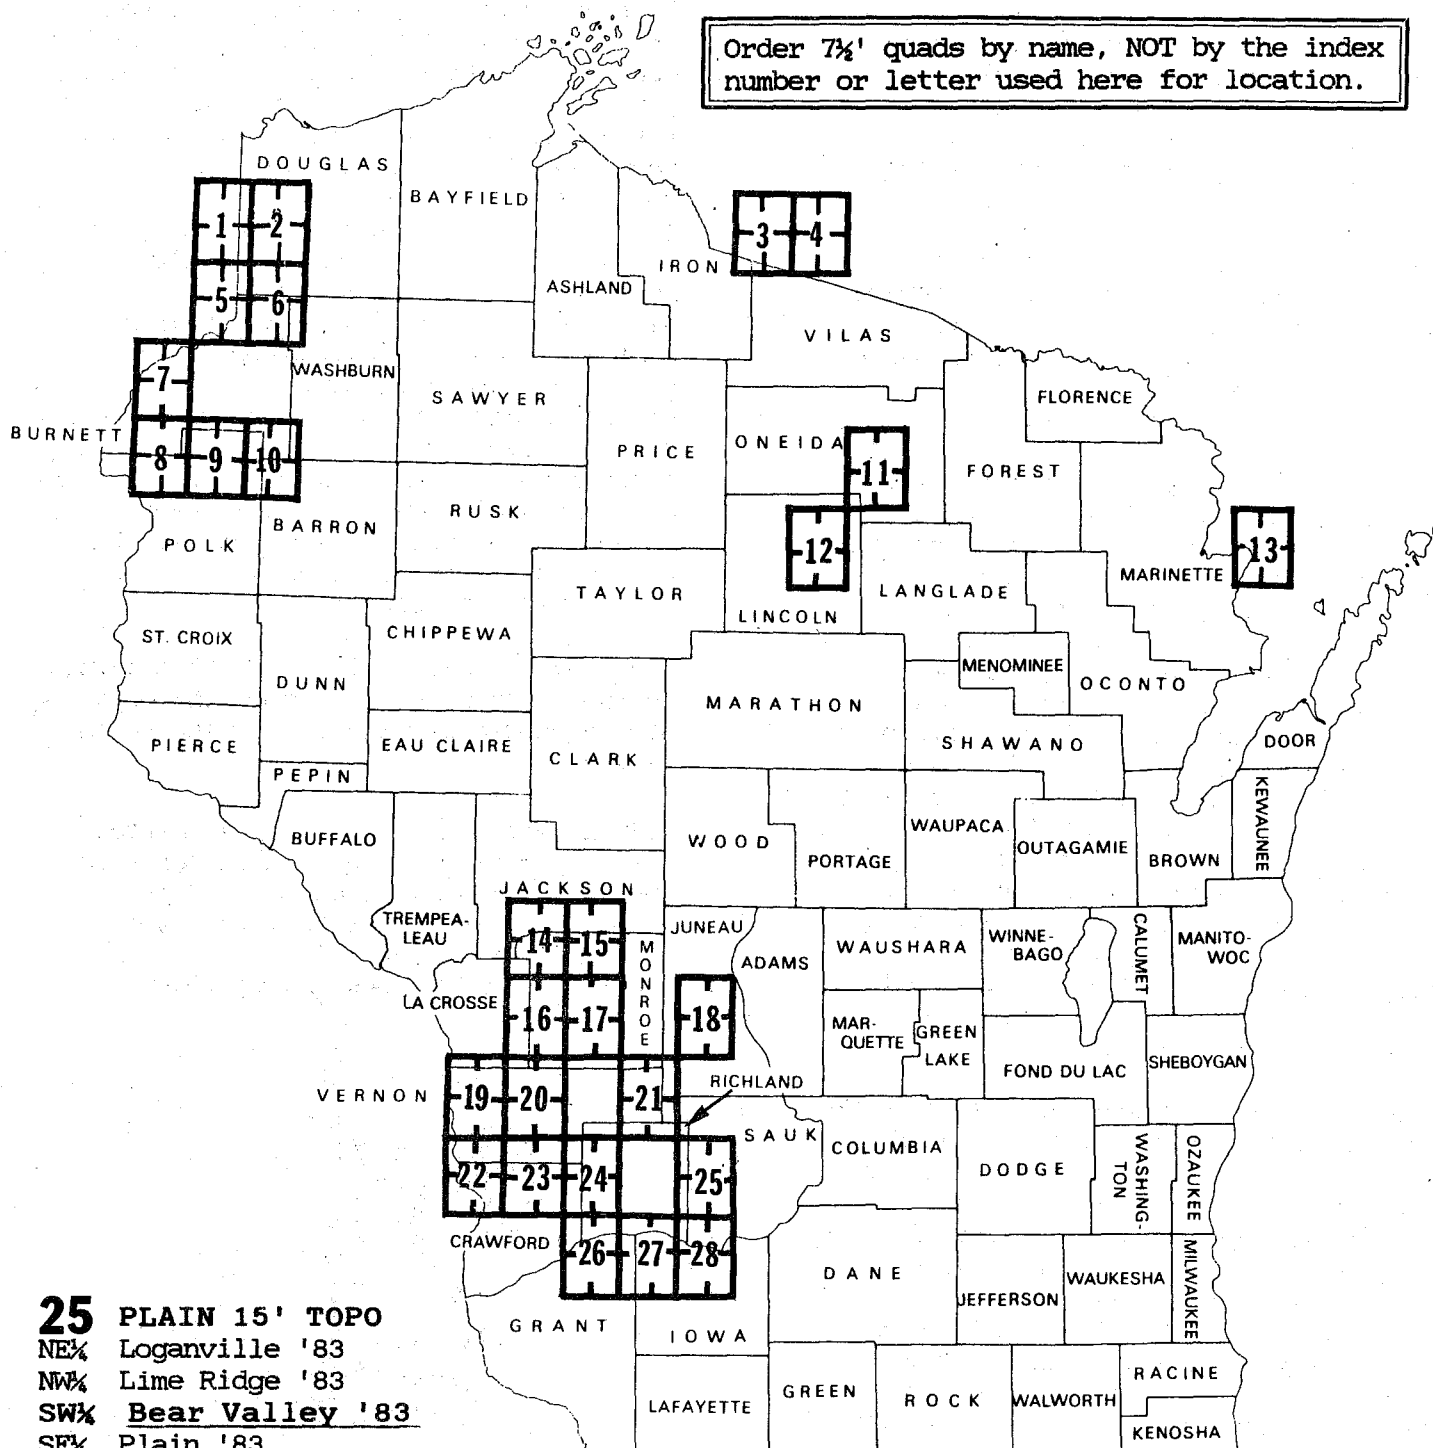 Order 7½' quads by name, NOT by the index
number or letter used here for location.
DOUGLAS
BAYFIELD
1
2
3
4
IRON
ASHLAND
5
6
VILAS
7
WASHBURN
SAWYER
FLORENCE
BURNETT
ONEIDA
PRICE
8
9
10
11
FOREST
RUSK
BARRON
POLK
12
13
MARINETTE
TAYLOR
LANGLADE
LINCOLN
ST. CROIX
CHIPPEWA
MENOMINEE
DUNN
OCONTO
MARATHON
PIERCE
EAU CLAIRE
SHAWANO
DOOR
CLARK
PEPIN
KEWAUNEE
BUFFALO
WOOD
WAUPACA
OUTAGAMIE
PORTAGE
BROWN
JACKSON
TREMPEA-
LEAU
JUNEAU
14
15
MONROE
ADAMS
WAUSHARA
WINNE-
BAGO
CALUMET
MANITO-
WOC
LA CROSSE
16
17
18
MAR-
QUETTE
GREEN
LAKE
FOND DU LAC
SHEBOYGAN
RICHLAND
VERNON
19
20
21
SAUK
COLUMBIA
DODGE
WASHING-
TON
OZAUKEE
22
23
24
25
CRAWFORD
26
27
28
DANE
JEFFERSON
WAUKESHA
MILWAUKEE
GRANT
IOWA
LAFAYETTE
GREEN
ROCK
WALWORTH
RACINE
KENOSHA
25 PLAIN 15' TOPO
NE¼ Loganville '83
NW¼ Lime Ridge '83
SW¼ Bear Valley '83
SE¼ Plain '83